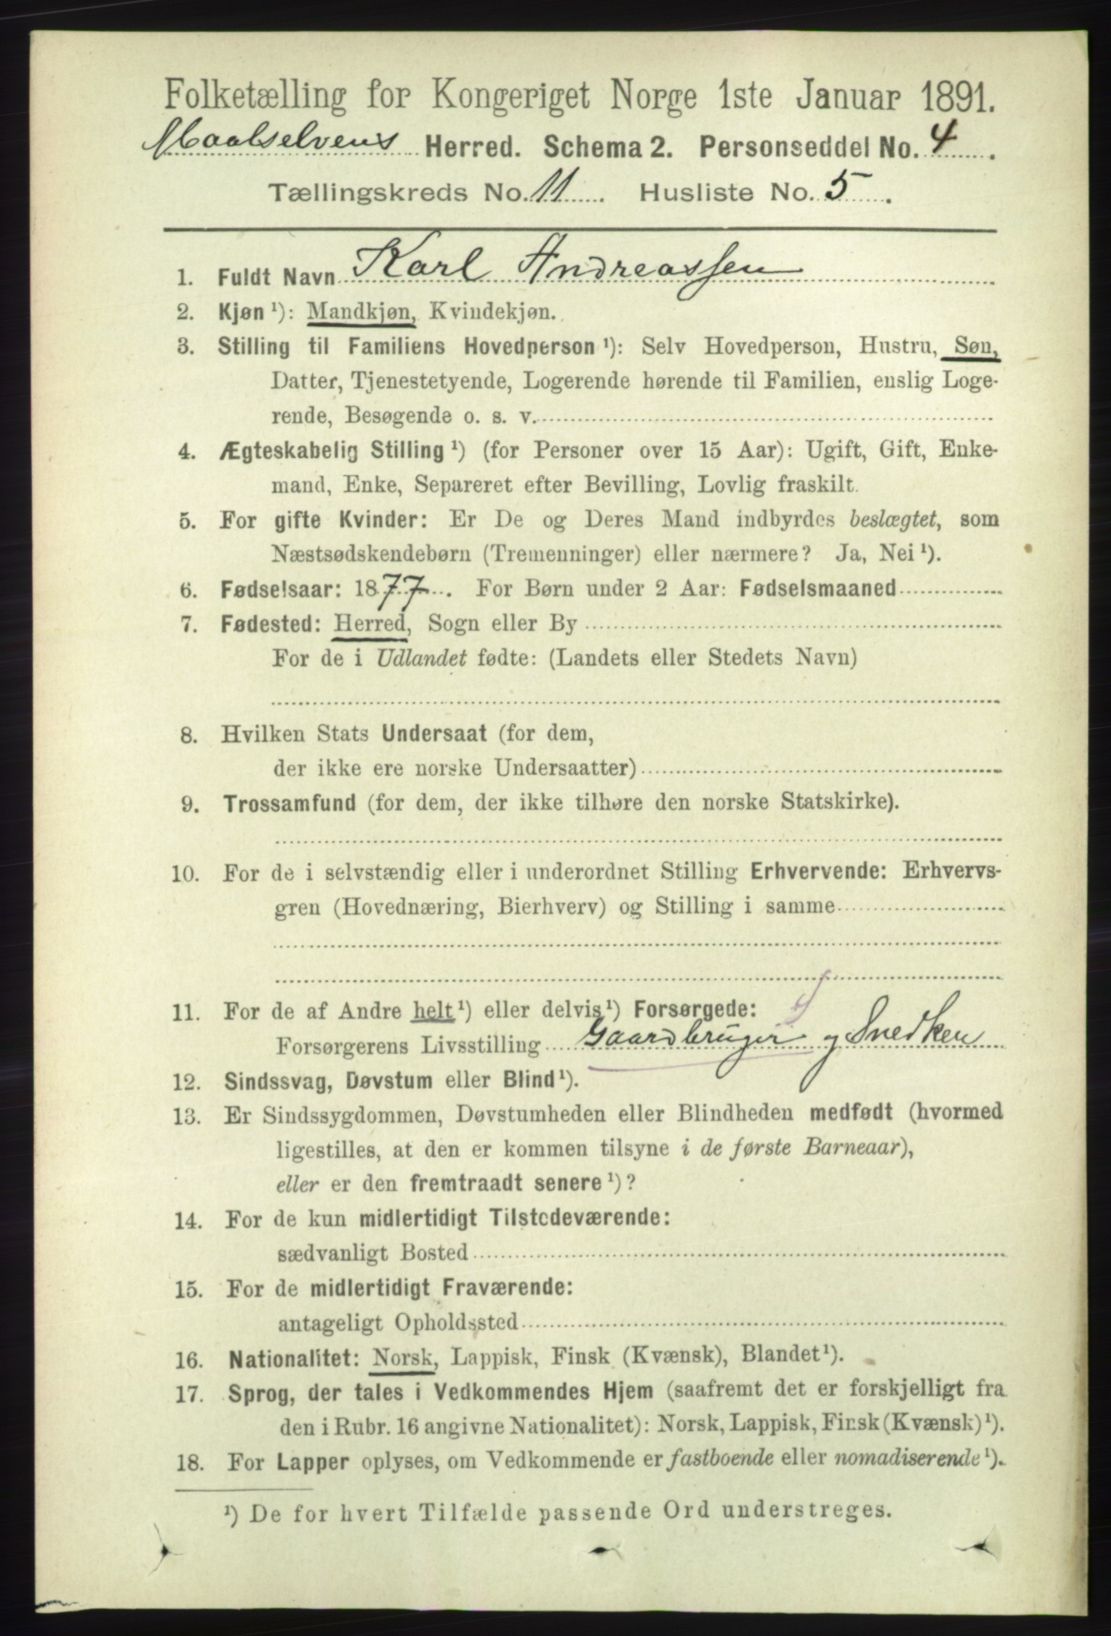 Folketælling for Kongeriget Norge 1ste Januar 1891.
Maalselvens Herred. Schema 2. Personseddel No. 4.
Tællingskreds No. 11. Husliste No. 5.
1. Fuldt Navn Karl Andreassen
2. Kjøn ¹): Mandkjøn, Kvindekjøn.
3. Stilling til Familiens Hovedperson ¹): Selv Hovedperson, Hustru, Søn,
Datter, Tjenestetyende, Logerende hørende til Familien, enslig Loge-
rende, Besøgende o. s. v.
4. Ægteskabelig Stilling ¹) (for Personer over 15 Aar): Ugift, Gift, Enke-
mand, Enke, Separeret efter Bevilling, Lovlig fraskilt.
5. For gifte Kvinder: Er De og Deres Mand indbyrdes beslægtet, som
Næstsødskendebørn (Tremenninger) eller nærmere? Ja, Nei ¹).
6. Fødselsaar: 1877. For Børn under 2 Aar: Fødselsmaaned
7. Fødested: Herred, Sogn eller By
For de i Udlandet fødte: (Landets eller Stedets Navn)
8. Hvilken Stats Undersaat (for dem,
der ikke ere norske Undersaatter)
9. Trossamfund (for dem, der ikke tilhøre den norske Statskirke).
10. For de i selvstændig eller i underordnet Stilling Erhvervende: Erhvervs-
gren (Hovednæring, Bierhverv) og Stilling i samme
11. For de af Andre helt ¹) eller delvis ¹) Forsørgede:
Forsørgerens Livsstilling Gaardbruger og Snedker
12. Sindssvag, Døvstum eller Blind ¹).
13. Er Sindssygdommen, Døvstumheden eller Blindheden medfødt (hvormed
ligestilles, at den er kommen tilsyne i de første Barneaar),
eller er den fremtraadt senere ¹)?
14. For de kun midlertidigt Tilstedeværende:
sædvanligt Bosted
15. For de midlertidigt Fraværende:
antageligt Opholdssted
16. Nationalitet: Norsk, Lappisk, Finsk (Kvænsk), Blandet ¹).
17. Sprog, der tales i Vedkommendes Hjem (saafremt det er forskjelligt fra
den i Rubr. 16 angivne Nationalitet): Norsk, Lappisk, Finsk (Kvænsk) ¹).
18. For Lapper oplyses, om Vedkommende er fastboende eller nomadiserende ¹).
¹) De for hvert Tilfælde passende Ord understreges.